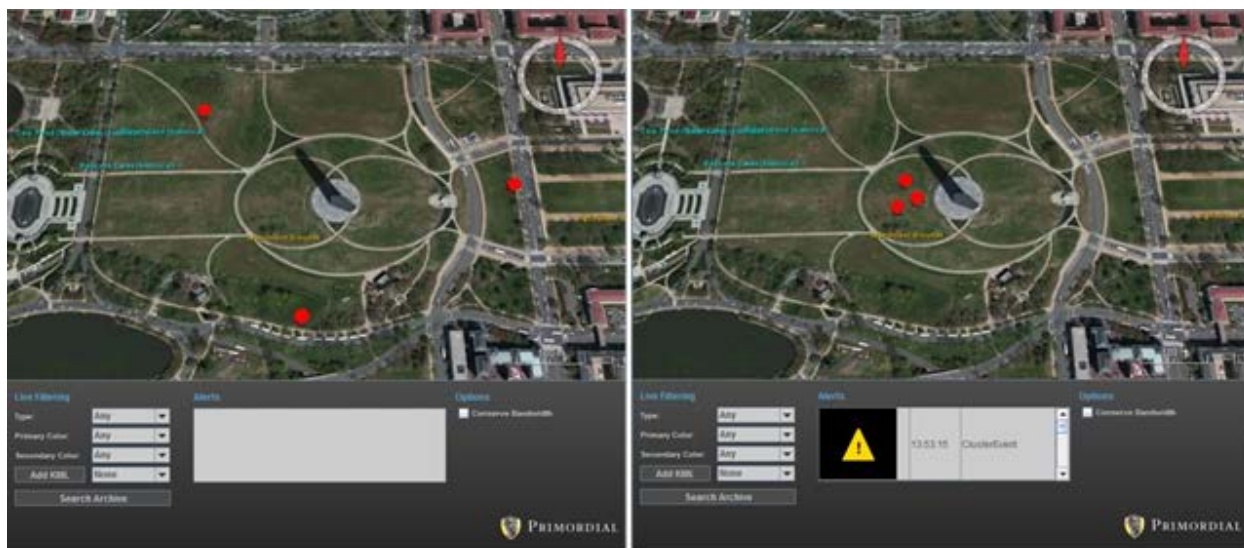 Live Filtering
Alerts
Options
Type:
Any
Conserve Bandwidth
Primary Color:
Any
Secondary Color:
Any
Add KML
None
Search Archive
PRIMORDIAL
Live Filtering
Alerts
Options
Type:
Any
13:53:15
ClusterEvent
Conserve Bandwidth
Primary Color:
Any
Secondary Color:
Any
Add KML
None
Search Archive
PRIMORDIAL